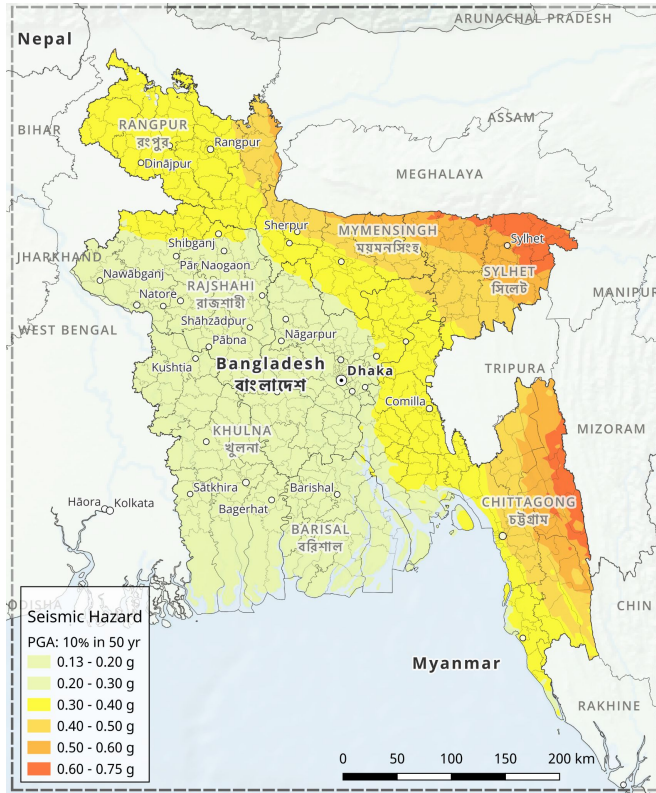 ARUNACHAL PRADESH
Nepal
ASSAM
BIHAR
RANGPUR
রংপুর
Rangpur
Dinājpur
MEGHALAYA
Sherpur
MYMENSINGH
ময়মনসিংহ
Sylhet
Shibganj
JHARKHAND
Pār Naogaon
Nawābganj
SYLHET
সিলেট
RAJSHAHI
রাজশাহী
Natore
MANIPUR
Shāhzādpur
WEST BENGAL
Nāgarpur
Pābna
Kushtia
Bangladesh
বাংলাদেশ
Dhaka
TRIPURA
Comilla
MIZORAM
KHULNA
খুলনা
Sātkhira
Barishal
Hāora
Kolkata
Bagerhat
CHITTAGONG
চট্টগ্রাম
BARISAL
বরিশাল
ODISHA
CHIN
Myanmar
RAKHINE
Seismic Hazard
PGA: 10% in 50 yr
0.13 - 0.20 g
0.20 - 0.30 g
0.30 - 0.40 g
0.40 - 0.50 g
0.50 - 0.60 g
0.60 - 0.75 g
0 50 100 150 200 km